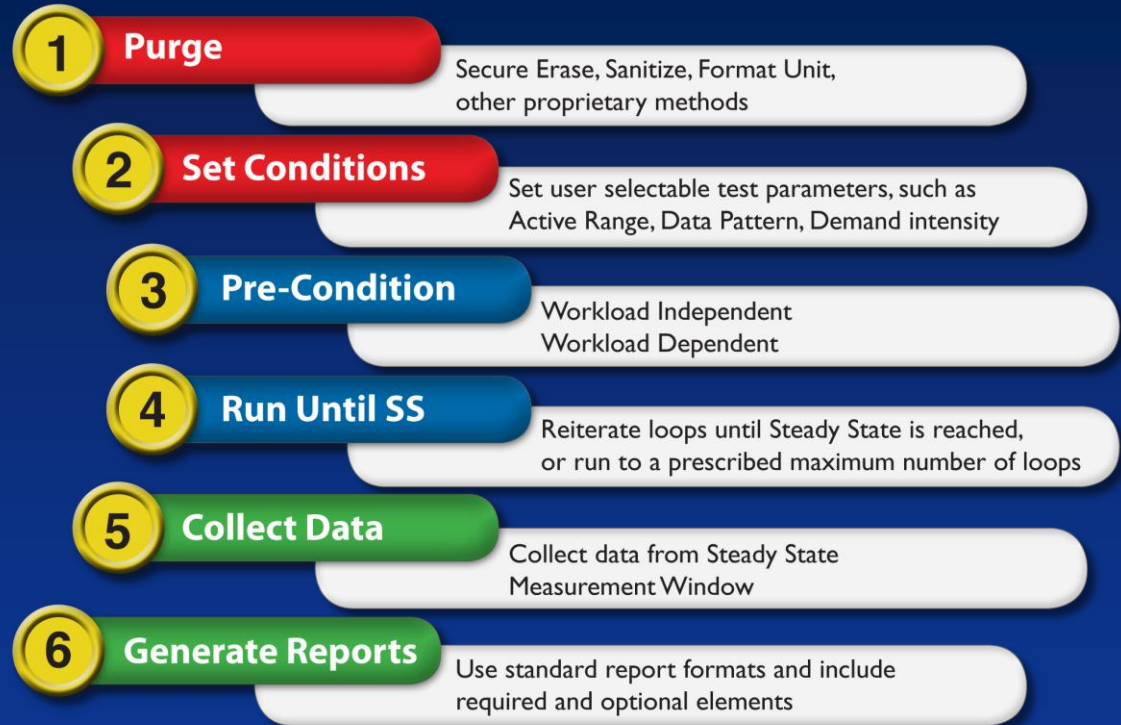 1
Purge
Secure Erase, Sanitize, Format Unit,
other proprietary methods
2
Set Conditions
Set user selectable test parameters, such as
Active Range, Data Pattern, Demand intensity
3
Pre-Condition
Workload Independent
Workload Dependent
4
Run Until SS
Reiterate loops until Steady State is reached,
or run to a prescribed maximum number of loops
5
Collect Data
Collect data from Steady State
Measurement Window
6
Generate Reports
Use standard report formats and include
required and optional elements